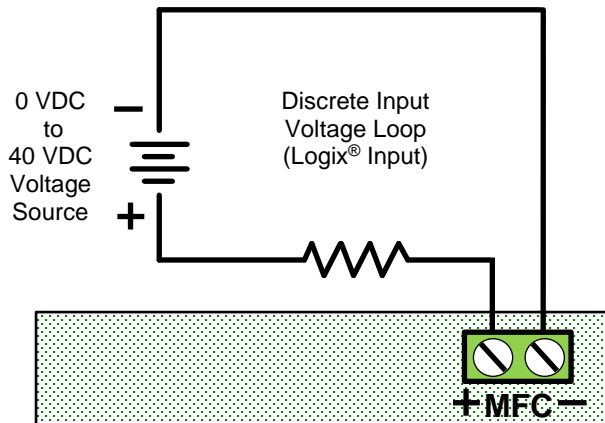 0 VDC
to
40 VDC
Voltage
Source
−
+
Discrete Input
Voltage Loop
(Logix® Input)
+ MFC −